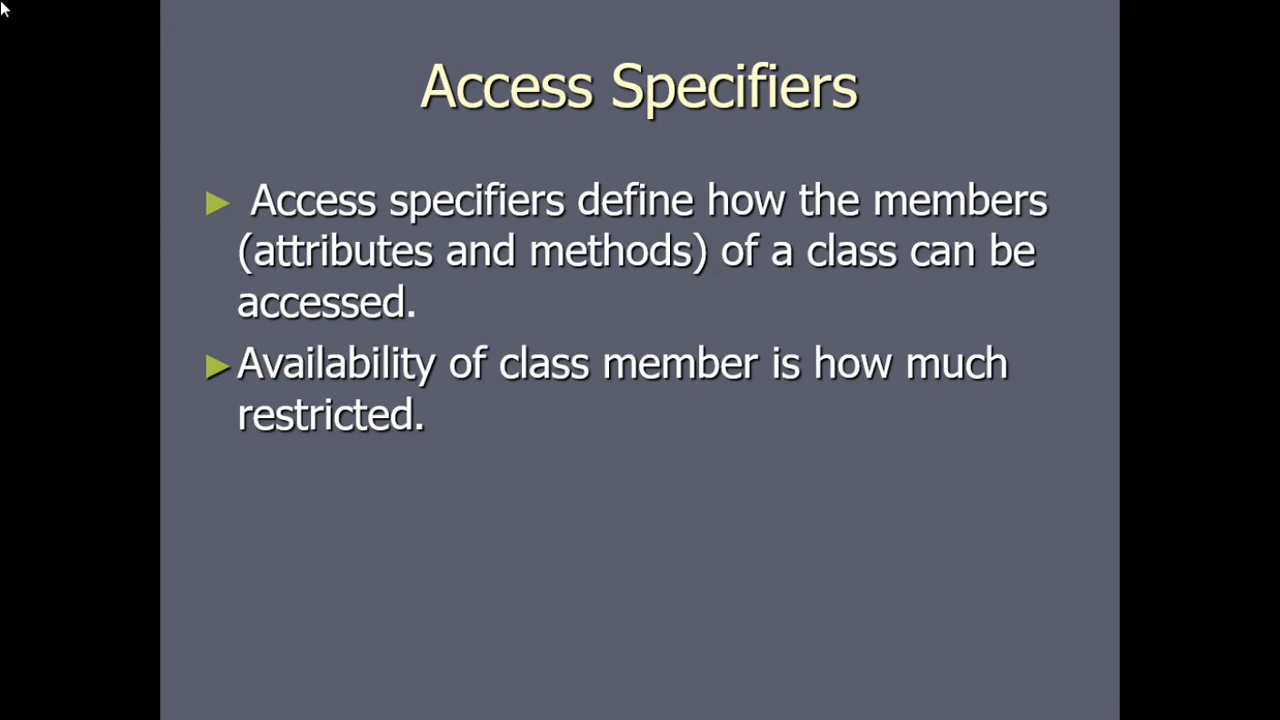 Access Specifiers
► Access specifiers define how the members
(attributes and methods) of a class can be
accessed.
►Availability of class member is how much
restricted.